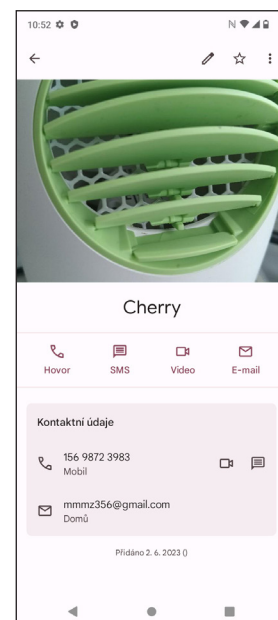 10:52
Cherry
Hovor SMS Video E-mail
Kontaktní údaje
156 9872 3983
Mobil
mmmz356@gmail.com
Domů
Přidáno 2. 6. 2023 ()